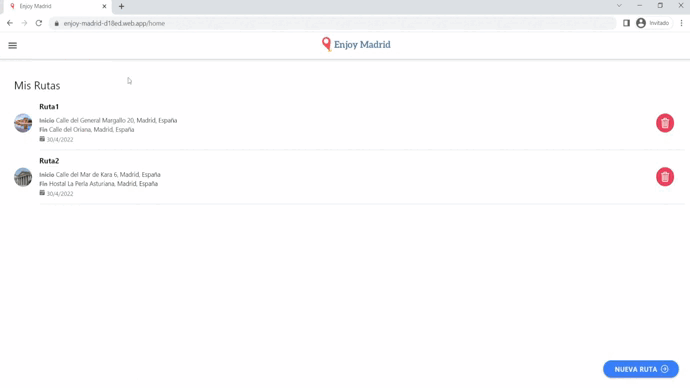 Enjoy Madrid
enjoy-madrid-d18ed.web.app/home
Invitado
Enjoy Madrid
Mis Rutas
Ruta1
Inicio Calle del General Margallo 20, Madrid, España
Fin Calle del Oriana, Madrid, España
30/4/2022
Ruta2
Inicio Calle del Mar de Kara 6, Madrid, España
Fin Hostal La Perla Asturiana, Madrid, España
30/4/2022
NUEVA RUTA